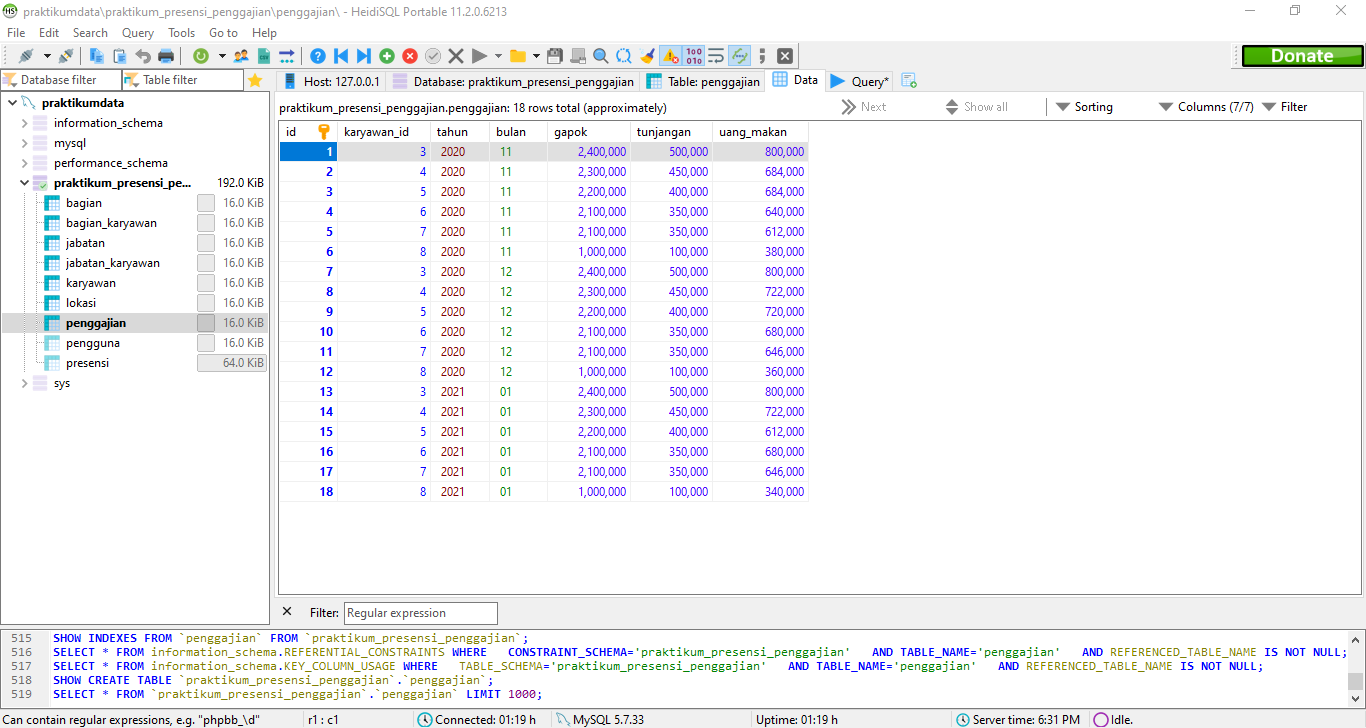 praktikumdata\praktikum_presensi_penggajian\penggajian\ - HeidiSQL Portable 11.2.0.6213
File Edit Search Query Tools Go to Help
Donate
Database filter Table filter
Host: 127.0.0.1 Database: praktikum_presensi_penggajian Table: penggajian Data Query*
praktikum_presensi_penggajian.penggajian: 18 rows total (approximately) Next Show all Sorting Columns (7/7) Filter
praktikumdata
information_schema
mysql
performance_schema
praktikum_presensi_pe... 192.0 KiB
bagian 16.0 KiB
bagian_karyawan 16.0 KiB
jabatan 16.0 KiB
jabatan_karyawan 16.0 KiB
karyawan 16.0 KiB
lokasi 16.0 KiB
penggajian 16.0 KiB
pengguna 16.0 KiB
presensi 64.0 KiB
sys
id karyawan_id tahun bulan gapok tunjangan uang_makan
1 3 2020 11 2,400,000 500,000 800,000
2 4 2020 11 2,300,000 450,000 684,000
3 5 2020 11 2,200,000 400,000 684,000
4 6 2020 11 2,100,000 350,000 640,000
5 7 2020 11 2,100,000 350,000 612,000
6 8 2020 11 1,000,000 100,000 380,000
7 3 2020 12 2,400,000 500,000 800,000
8 4 2020 12 2,300,000 450,000 722,000
9 5 2020 12 2,200,000 400,000 720,000
10 6 2020 12 2,100,000 350,000 680,000
11 7 2020 12 2,100,000 350,000 646,000
12 8 2020 12 1,000,000 100,000 360,000
13 3 2021 01 2,400,000 500,000 800,000
14 4 2021 01 2,300,000 450,000 722,000
15 5 2021 01 2,200,000 400,000 612,000
16 6 2021 01 2,100,000 350,000 680,000
17 7 2021 01 2,100,000 350,000 646,000
18 8 2021 01 1,000,000 100,000 340,000
Filter: Regular expression
515 SHOW INDEXES FROM `penggajian` FROM `praktikum_presensi_penggajian`;
516 SELECT * FROM information_schema.REFERENTIAL_CONSTRAINTS WHERE CONSTRAINT_SCHEMA='praktikum_presensi_penggajian' AND TABLE_NAME='penggajian' AND REFERENCED_TABLE_NAME IS NOT NULL;
517 SELECT * FROM information_schema.KEY_COLUMN_USAGE WHERE TABLE_SCHEMA='praktikum_presensi_penggajian' AND TABLE_NAME='penggajian' AND REFERENCED_TABLE_NAME IS NOT NULL;
518 SHOW CREATE TABLE `praktikum_presensi_penggajian`.`penggajian`;
519 SELECT * FROM `praktikum_presensi_penggajian`.`penggajian` LIMIT 1000;
Can contain regular expressions, e.g. "phpbb_\d" r1 : c1 Connected: 01:19 h MySQL 5.7.33 Uptime: 01:19 h Server time: 6:31 PM Idle.